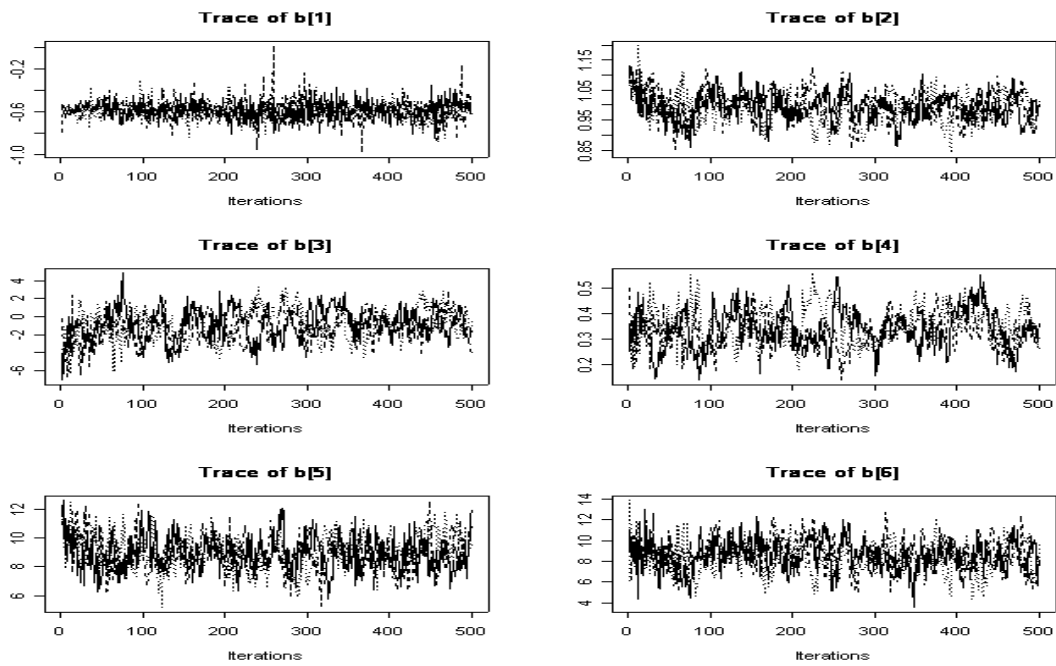 Trace of b[1]
-0.2
-0.6
-1.0
0 100 200 300 400 500
Iterations
Trace of b[2]
1.15
1.05
0.95
0.85
0 100 200 300 400 500
Iterations
Trace of b[3]
4
2
0
-2
-6
0 100 200 300 400 500
Iterations
Trace of b[4]
0.5
0.4
0.3
0.2
0 100 200 300 400 500
Iterations
Trace of b[5]
12
10
8
6
0 100 200 300 400 500
Iterations
Trace of b[6]
14
12
10
8
6
4
0 100 200 300 400 500
Iterations